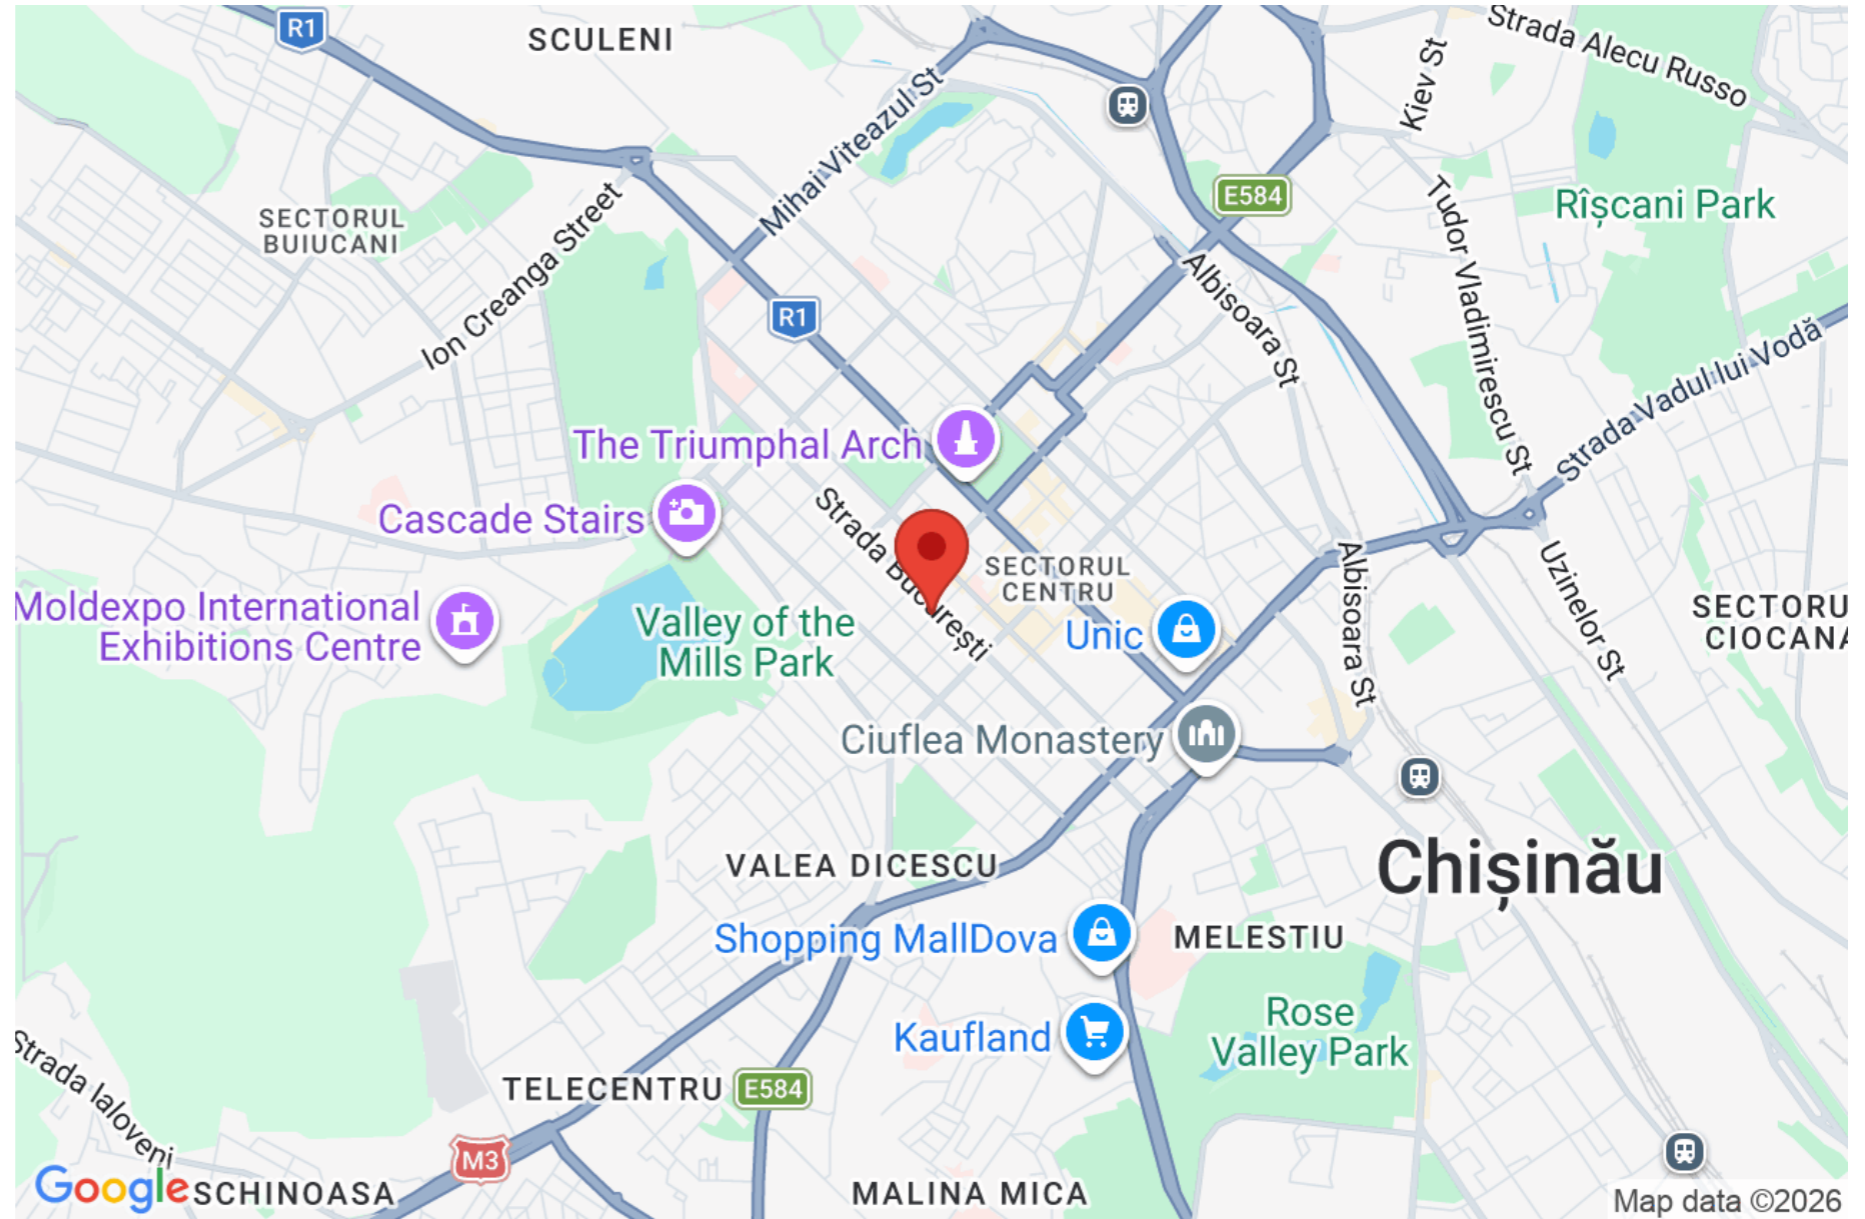 R1
SCULENI
Strada Alecu Russo
Kiev St
Mihai Viteazul St
E584
Rîșcani Park
SECTORUL
BUIUCANI
Ion Creanga Street
Tudor Vladimirescu St
Albisoara St
R1
Strada Vadul lui Vodă
The Triumphal Arch
Cascade Stairs
Strada București
SECTORUL
CENTRU
Albisoara St
Uzinelor St
Moldexpo International
Exhibitions Centre
Valley of the
Mills Park
Unic
SECTORU
CIOCANA
Ciuflea Monastery
VALEA DICESCU
Chișinău
Shopping MallDova
MELESTIU
Kaufland
Rose
Valley Park
Strada Ialoveni
TELECENTRU
E584
M3
Google
SCHINOASA
MALINA MICA
Map data ©2026